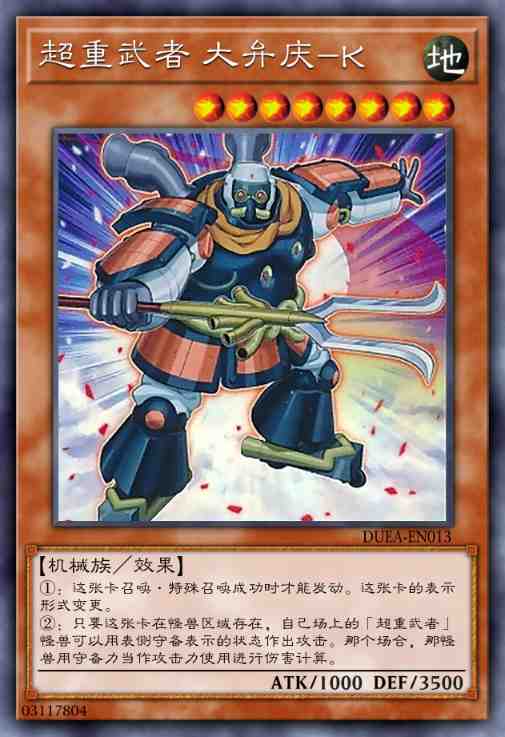 超重武者 大弁庆-K
地
DUEA-EN013
【机械族／效果】
①：这张卡召唤·特殊召唤成功时才能发动。这张卡的表示
形式变更。
②：只要这张卡在怪兽区域存在，自己场上的「超重武者」
怪兽可以用表侧守备表示的状态作出攻击。那个场合，那怪
兽用守备力当作攻击力使用进行伤害计算。
ATK/1000 DEF/3500
03117804